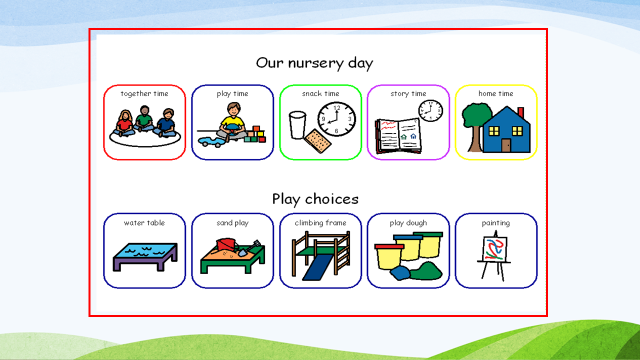 Our nursery day
together time
play time
snack time
story time
home time
Play choices
water table
sand play
climbing frame
play dough
painting